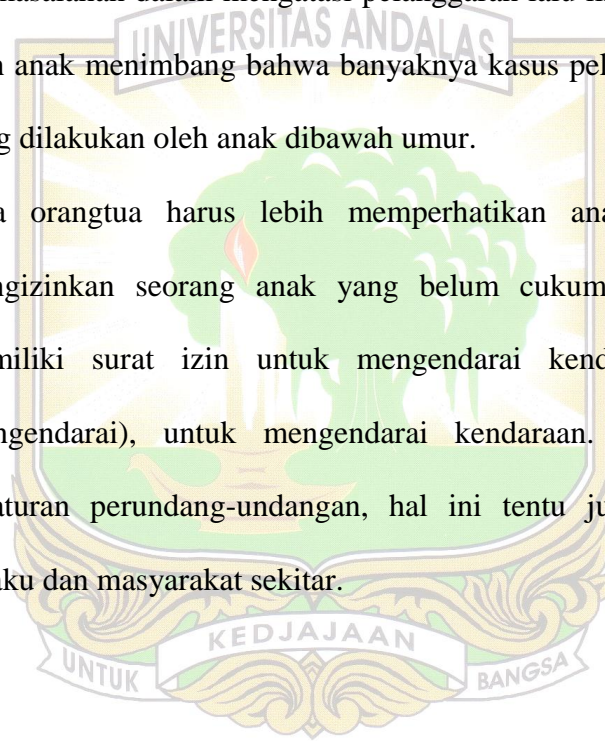 masalahan dalam mengatasi pelanggaran lalu
UNIVERSITAS ANDALAS
n anak menimbang bahwa banyaknya kasus pel
g dilakukan oleh anak dibawah umur.
a orangtua harus lebih memperhatikan ana
ngizinkan seorang anak yang belum cukum
miliki surat izin untuk mengendarai kend
ngendarai), untuk mengendarai kendaraan.
aturan perundang-undangan, hal ini tentu ju
aku dan masyarakat sekitar.
UNTUK KEDJAJAAN BANGSA